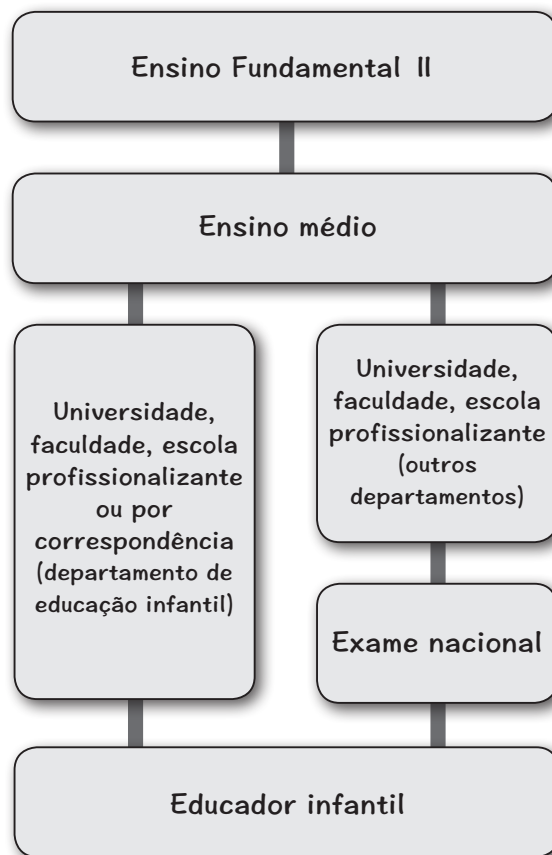 Ensino Fundamental II
Ensino médio
Universidade,
faculdade, escola
profissionalizante
ou por
correspondência
(departamento de
educação infantil)
Universidade,
faculdade, escola
profissionalizante
(outros
departamentos)
Exame nacional
Educador infantil